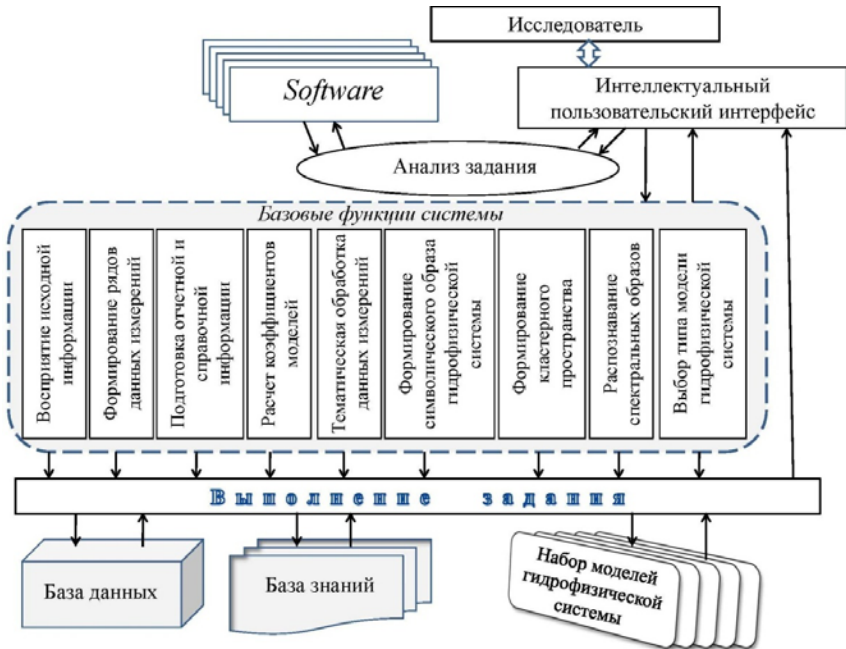 Исследователь
Software
Интеллектуальный
пользовательский интерфейс
Анализ задания
Базовые функции системы
Восприятие исходной
информации
Формирование рядов
данных измерений
Подготовка отчетной и
справочной
информации
Расчет коэффициентов
моделей
Тематическая обработка
данных измерений
Формирование
символического образа
гидрофизической
системы
Формирование
кластерного
пространства
Распознавание
спектральных образов
Выбор типа модели
гидрофизической
системы
Выполнение задания
База данных
База знаний
Набор моделей
гидрофизической
системы